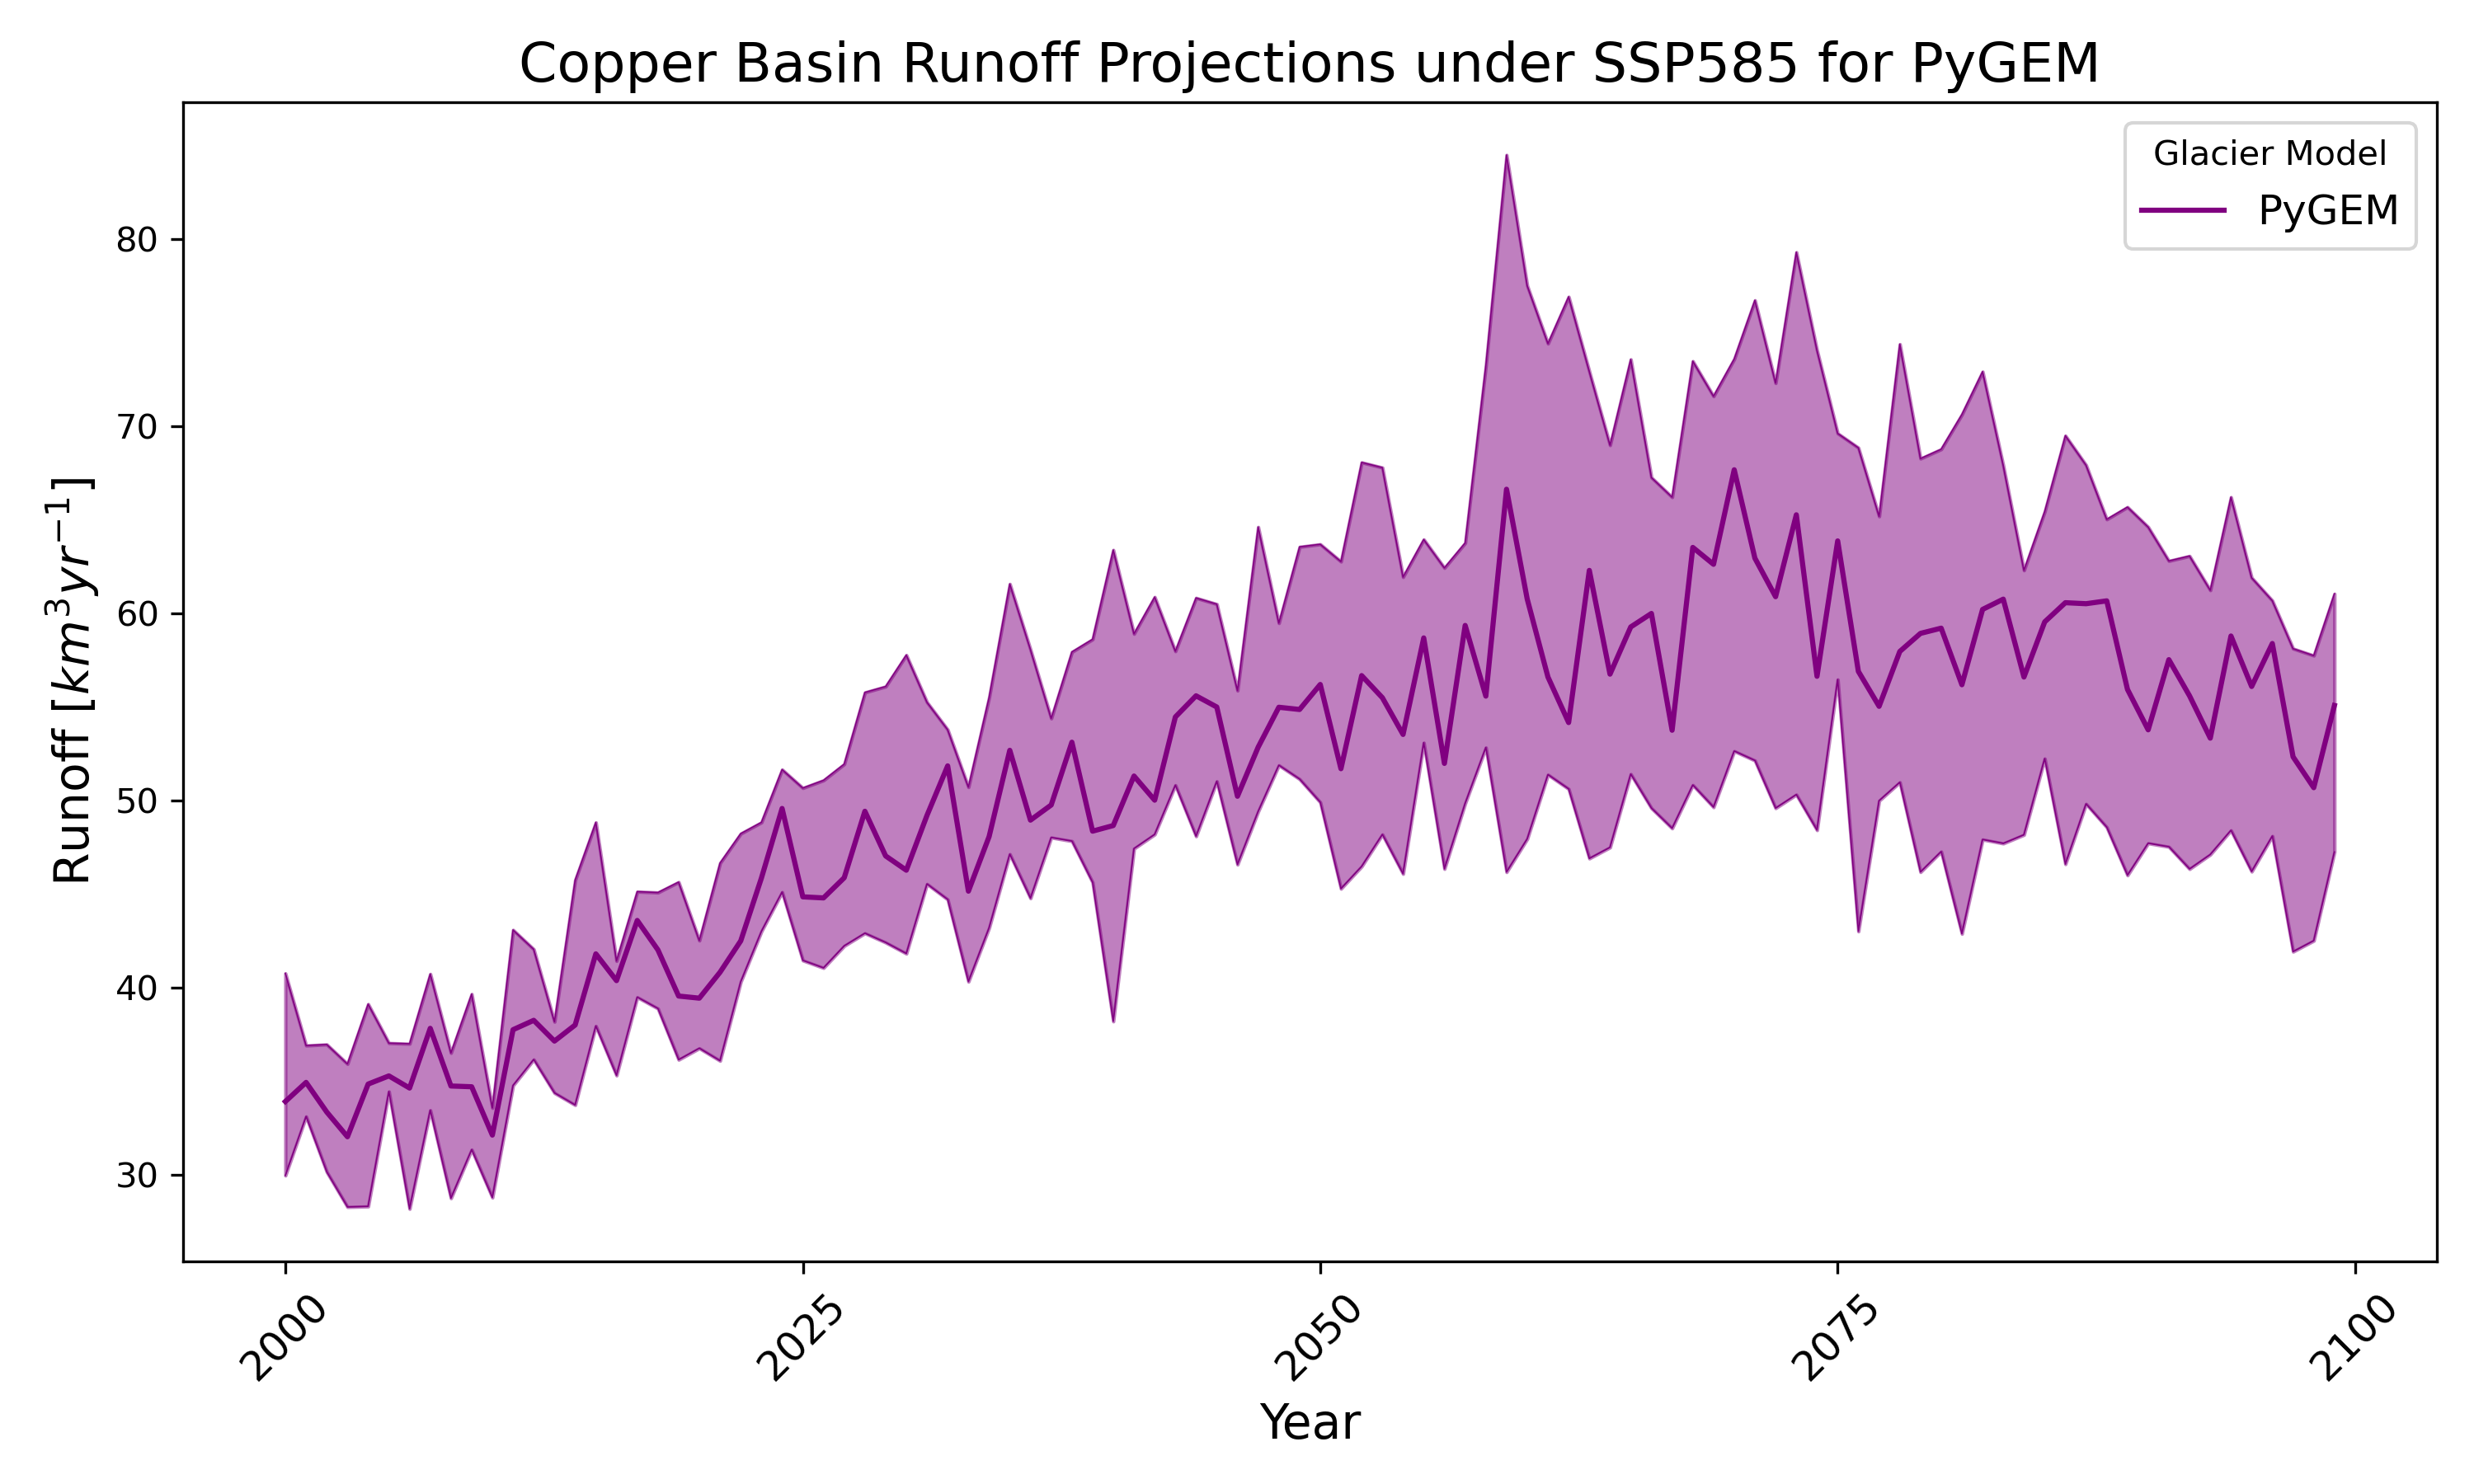 Copper Basin Runoff Projections under SSP585 for PyGEM
Glacier Model
PyGEM
Runoff [km³yr⁻¹]
80
70
60
50
40
30
2000
2025
2050
2075
2100
Year